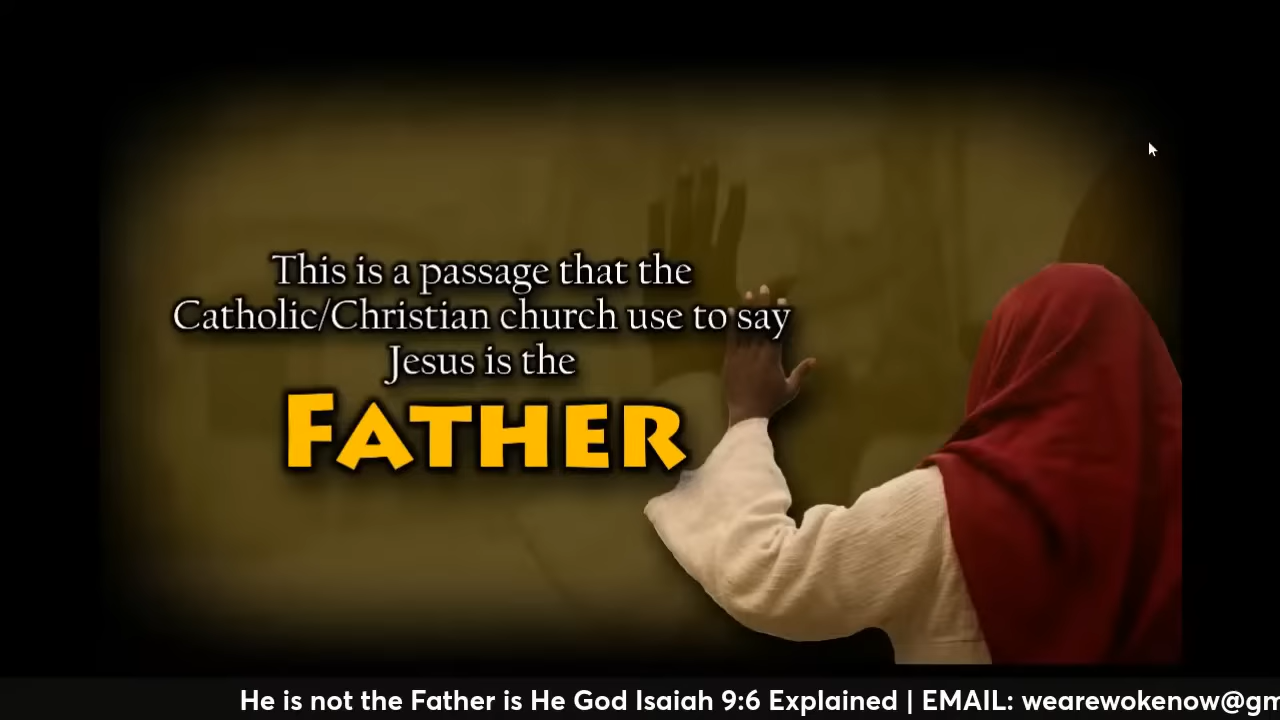 This is a passage that the
Catholic/Christian church use to say
Jesus is the
FATHER
He is not the Father is He God Isaiah 9:6 Explained | EMAIL: wearewokenow@gm